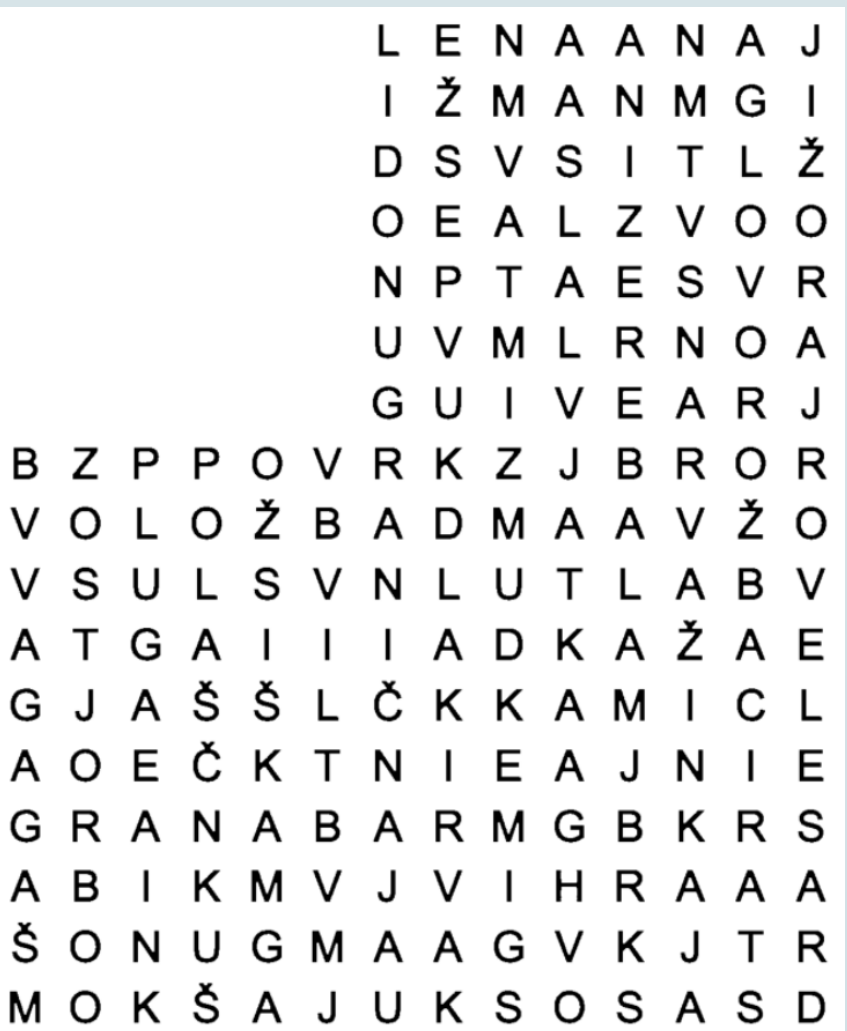 L E N A A N A J
I Ž M A N M G I
D S V S I T L Ž
O E A L Z V O O
N P T A E S V R
U V M L R N O A
G U I V E A R J
B Z P P O V R K Z J B R O R
V O L O Ž B A D M A A V Ž O
V S U L S V N L U T L A B V
A T G A I I I A D K A Ž A E
G J A Š Š L Č K K A M I C L
A O E Č K T N I E A J N I E
G R A N A B A R M G B K R S
A B I K M V J V I H R A A A
Š O N U G M A A G V K J T R
M O K Š A J U K S O S A S D